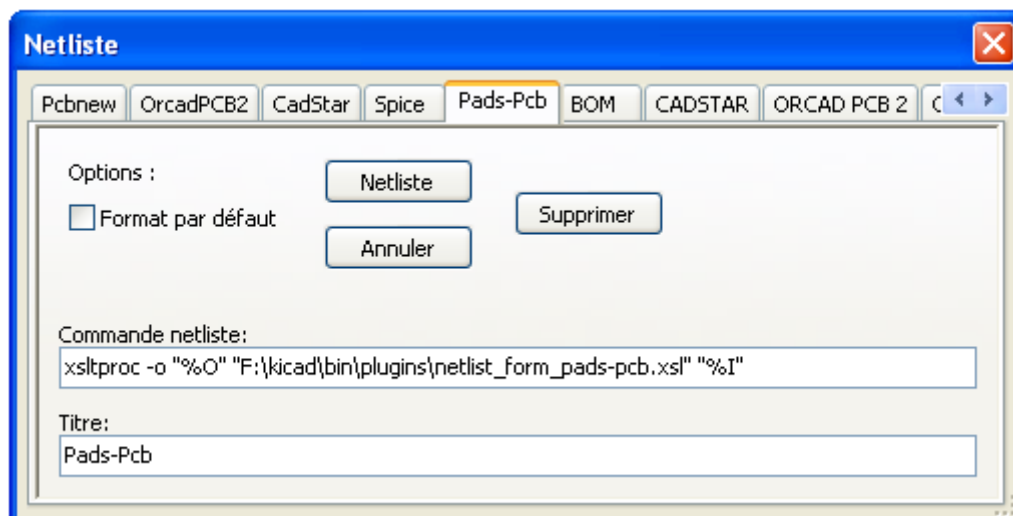 Netliste
Pcbnew OrcadPCB2 CadStar Spice Pads-Pcb BOM CADSTAR ORCAD PCB 2
Options :
Netliste
Format par défaut
Supprimer
Annuler
Commande netliste:
xsltproc -o "%O" "F:\kicad\bin\plugins\netlist_form_pads-pcb.xsl" "%I"
Titre:
Pads-Pcb